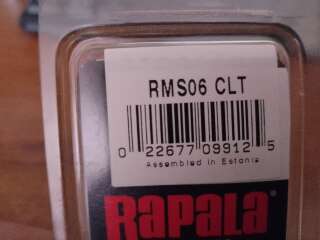 RMS06 CLT
0 22677 09912 5
Assembled in Estonia
RAPALA®